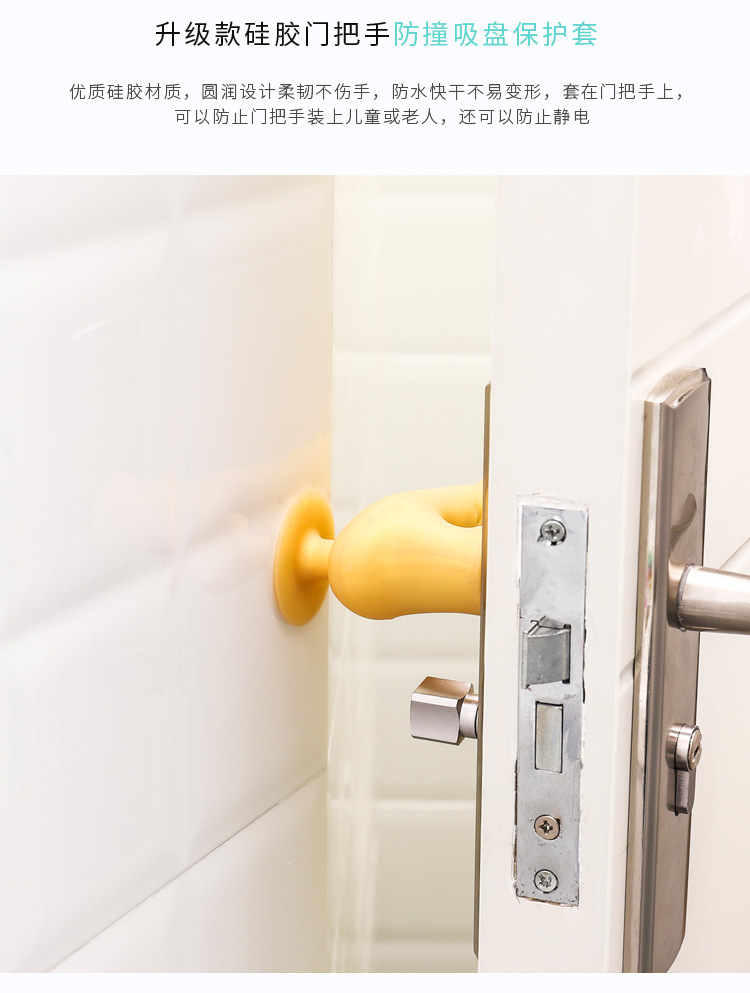 升级款硅胶门把手防撞吸盘保护套
优质硅胶材质，圆润设计柔韧不伤手，防水快干不易变形，套在门把手上，
可以防止门把手装上儿童或老人，还可以防止静电